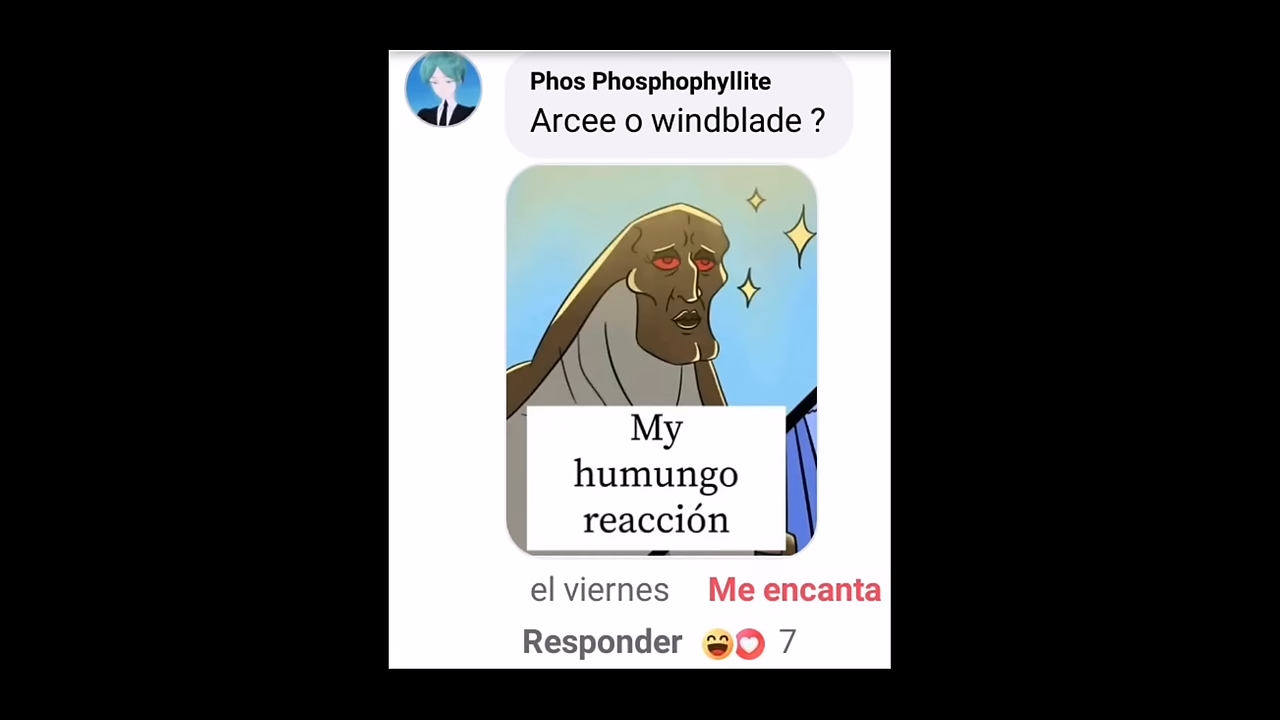 Phos Phosphophyllite
Arcee o windblade ?
My
humungo
reacción
el viernes Me encanta
Responder 7